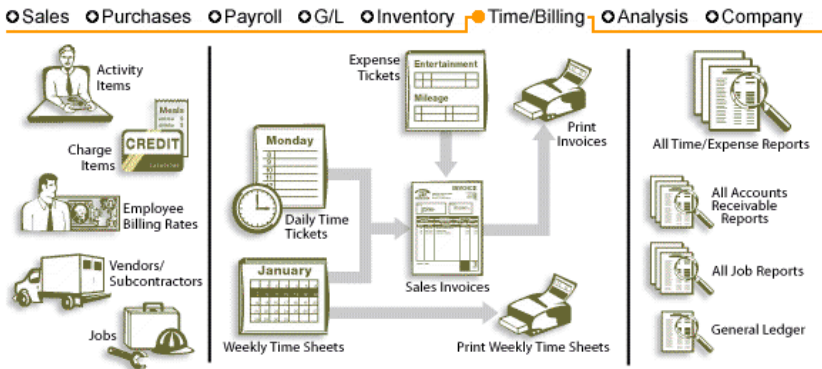 Sales Purchases Payroll G/L Inventory Time/Billing Analysis Company
Activity
Items
Meals
CREDIT
Charge
Items
Employee
Billing Rates
Vendors/
Subcontractors
Jobs
Monday
Daily Time
Tickets
January
Weekly Time Sheets
Expense
Tickets
Entertainment
Mileage
INVOICE
Sales Invoices
Print
Invoices
Print Weekly Time Sheets
All Time/Expense Reports
All Accounts
Receivable
Reports
All Job Reports
General Ledger